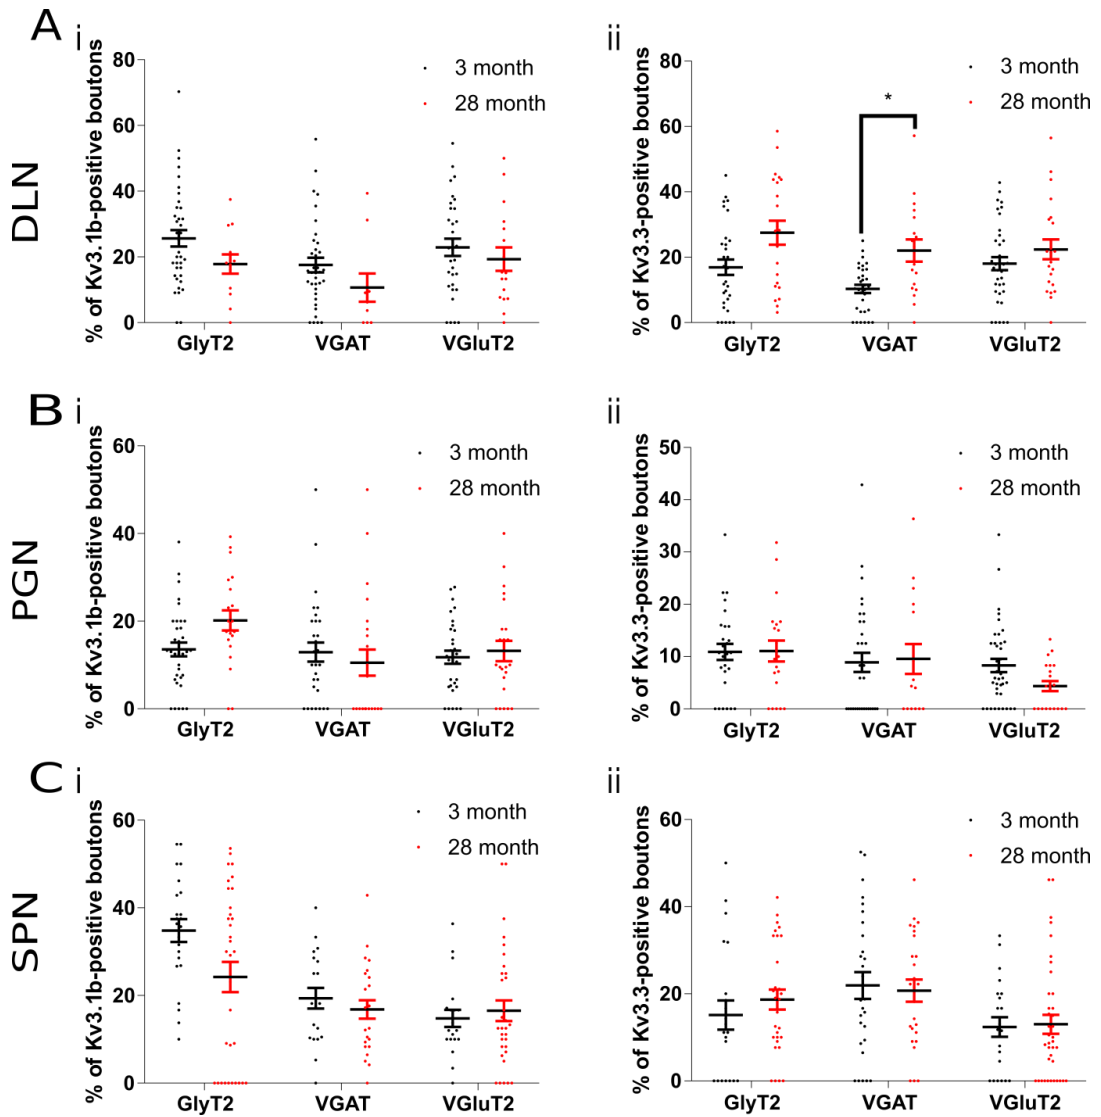 A i
DLN
% of Kv3.1b-positive boutons
80
60
40
20
0
3 month
28 month
GlyT2 VGAT VGluT2
ii
% of Kv3.3-positive boutons
80
60
40
20
0
3 month
28 month
*
GlyT2 VGAT VGluT2
B i
PGN
% of Kv3.1b-positive boutons
60
40
20
0
3 month
28 month
GlyT2 VGAT VGluT2
ii
% of Kv3.3-positive boutons
50
40
30
20
10
0
3 month
28 month
GlyT2 VGAT VGluT2
C i
SPN
% of Kv3.1b-positive boutons
60
40
20
0
3 month
28 month
GlyT2 VGAT VGluT2
ii
% of Kv3.3-positive boutons
60
40
20
0
3 month
28 month
GlyT2 VGAT VGluT2